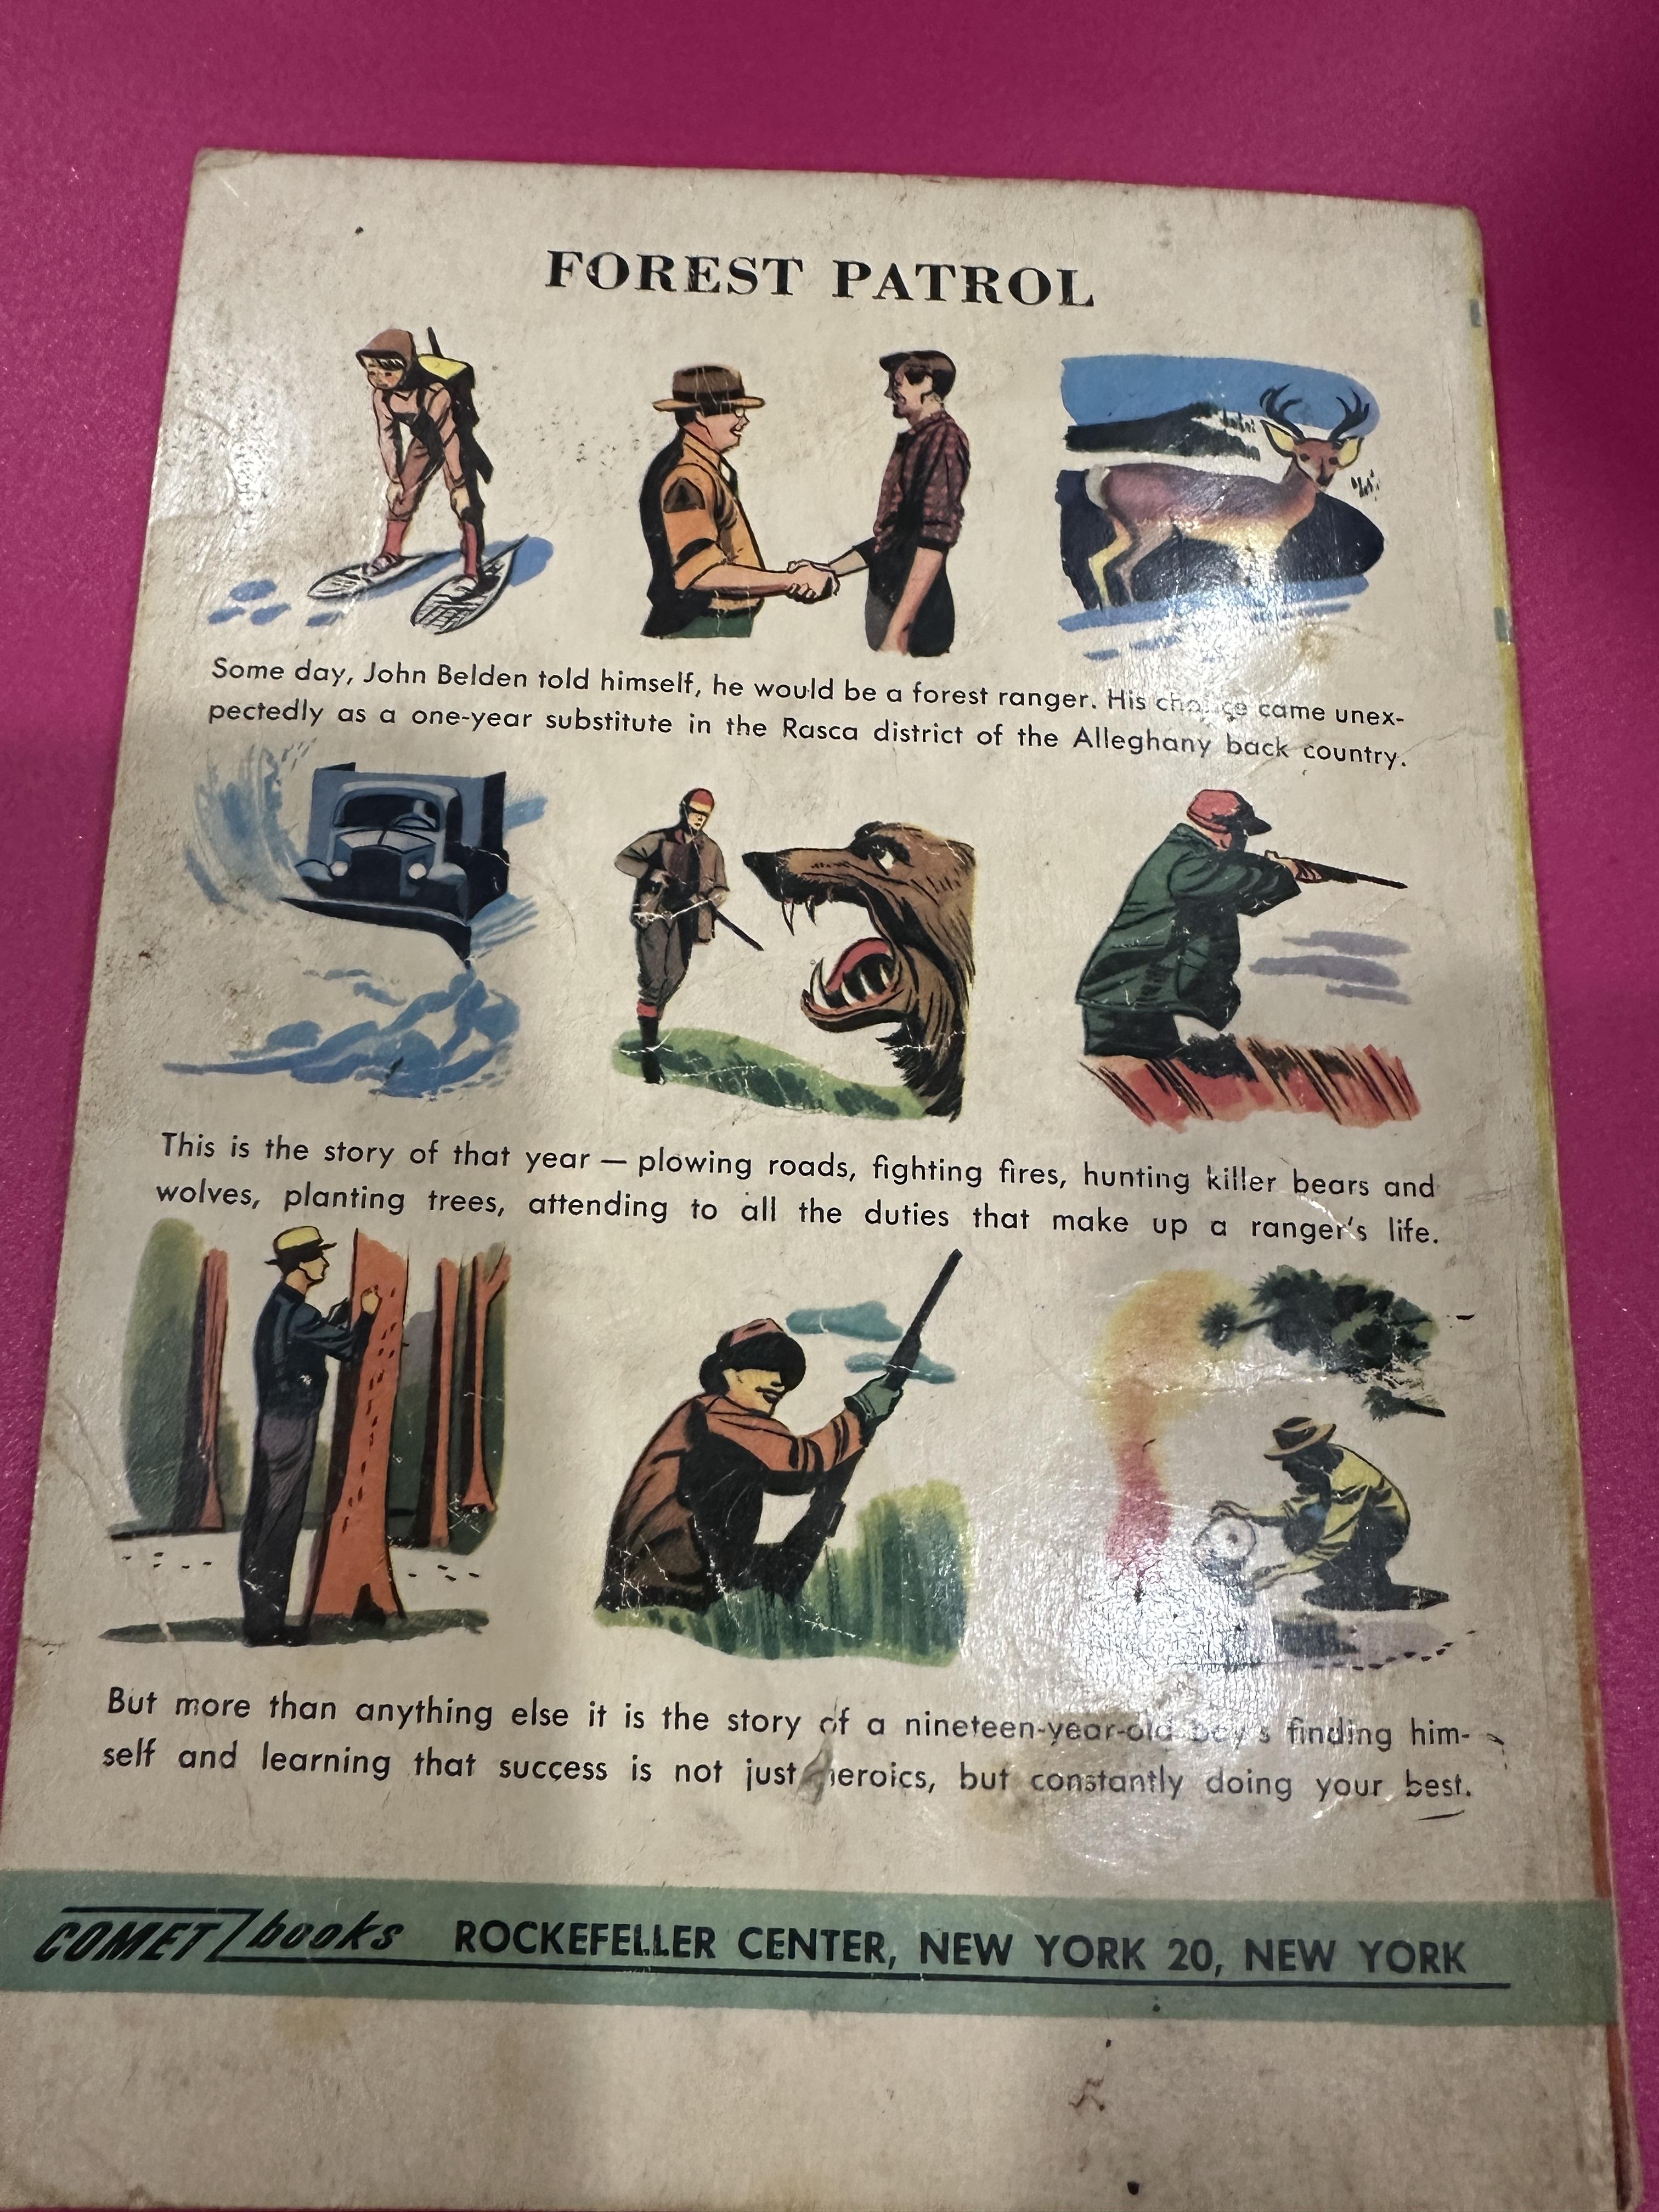 FOREST PATROL
Some day, John Belden told himself, he would be a forest ranger. His chance came unex-
pectedly as a one-year substitute in the Rasca district of the Alleghany back country.
This is the story of that year — plowing roads, fighting fires, hunting killer bears and
wolves, planting trees, attending to all the duties that make up a ranger's life.
But more than anything else it is the story of a nineteen-year-old boy's finding him-
self and learning that success is not just heroics, but constantly doing your best.
COMET books ROCKEFELLER CENTER, NEW YORK 20, NEW YORK